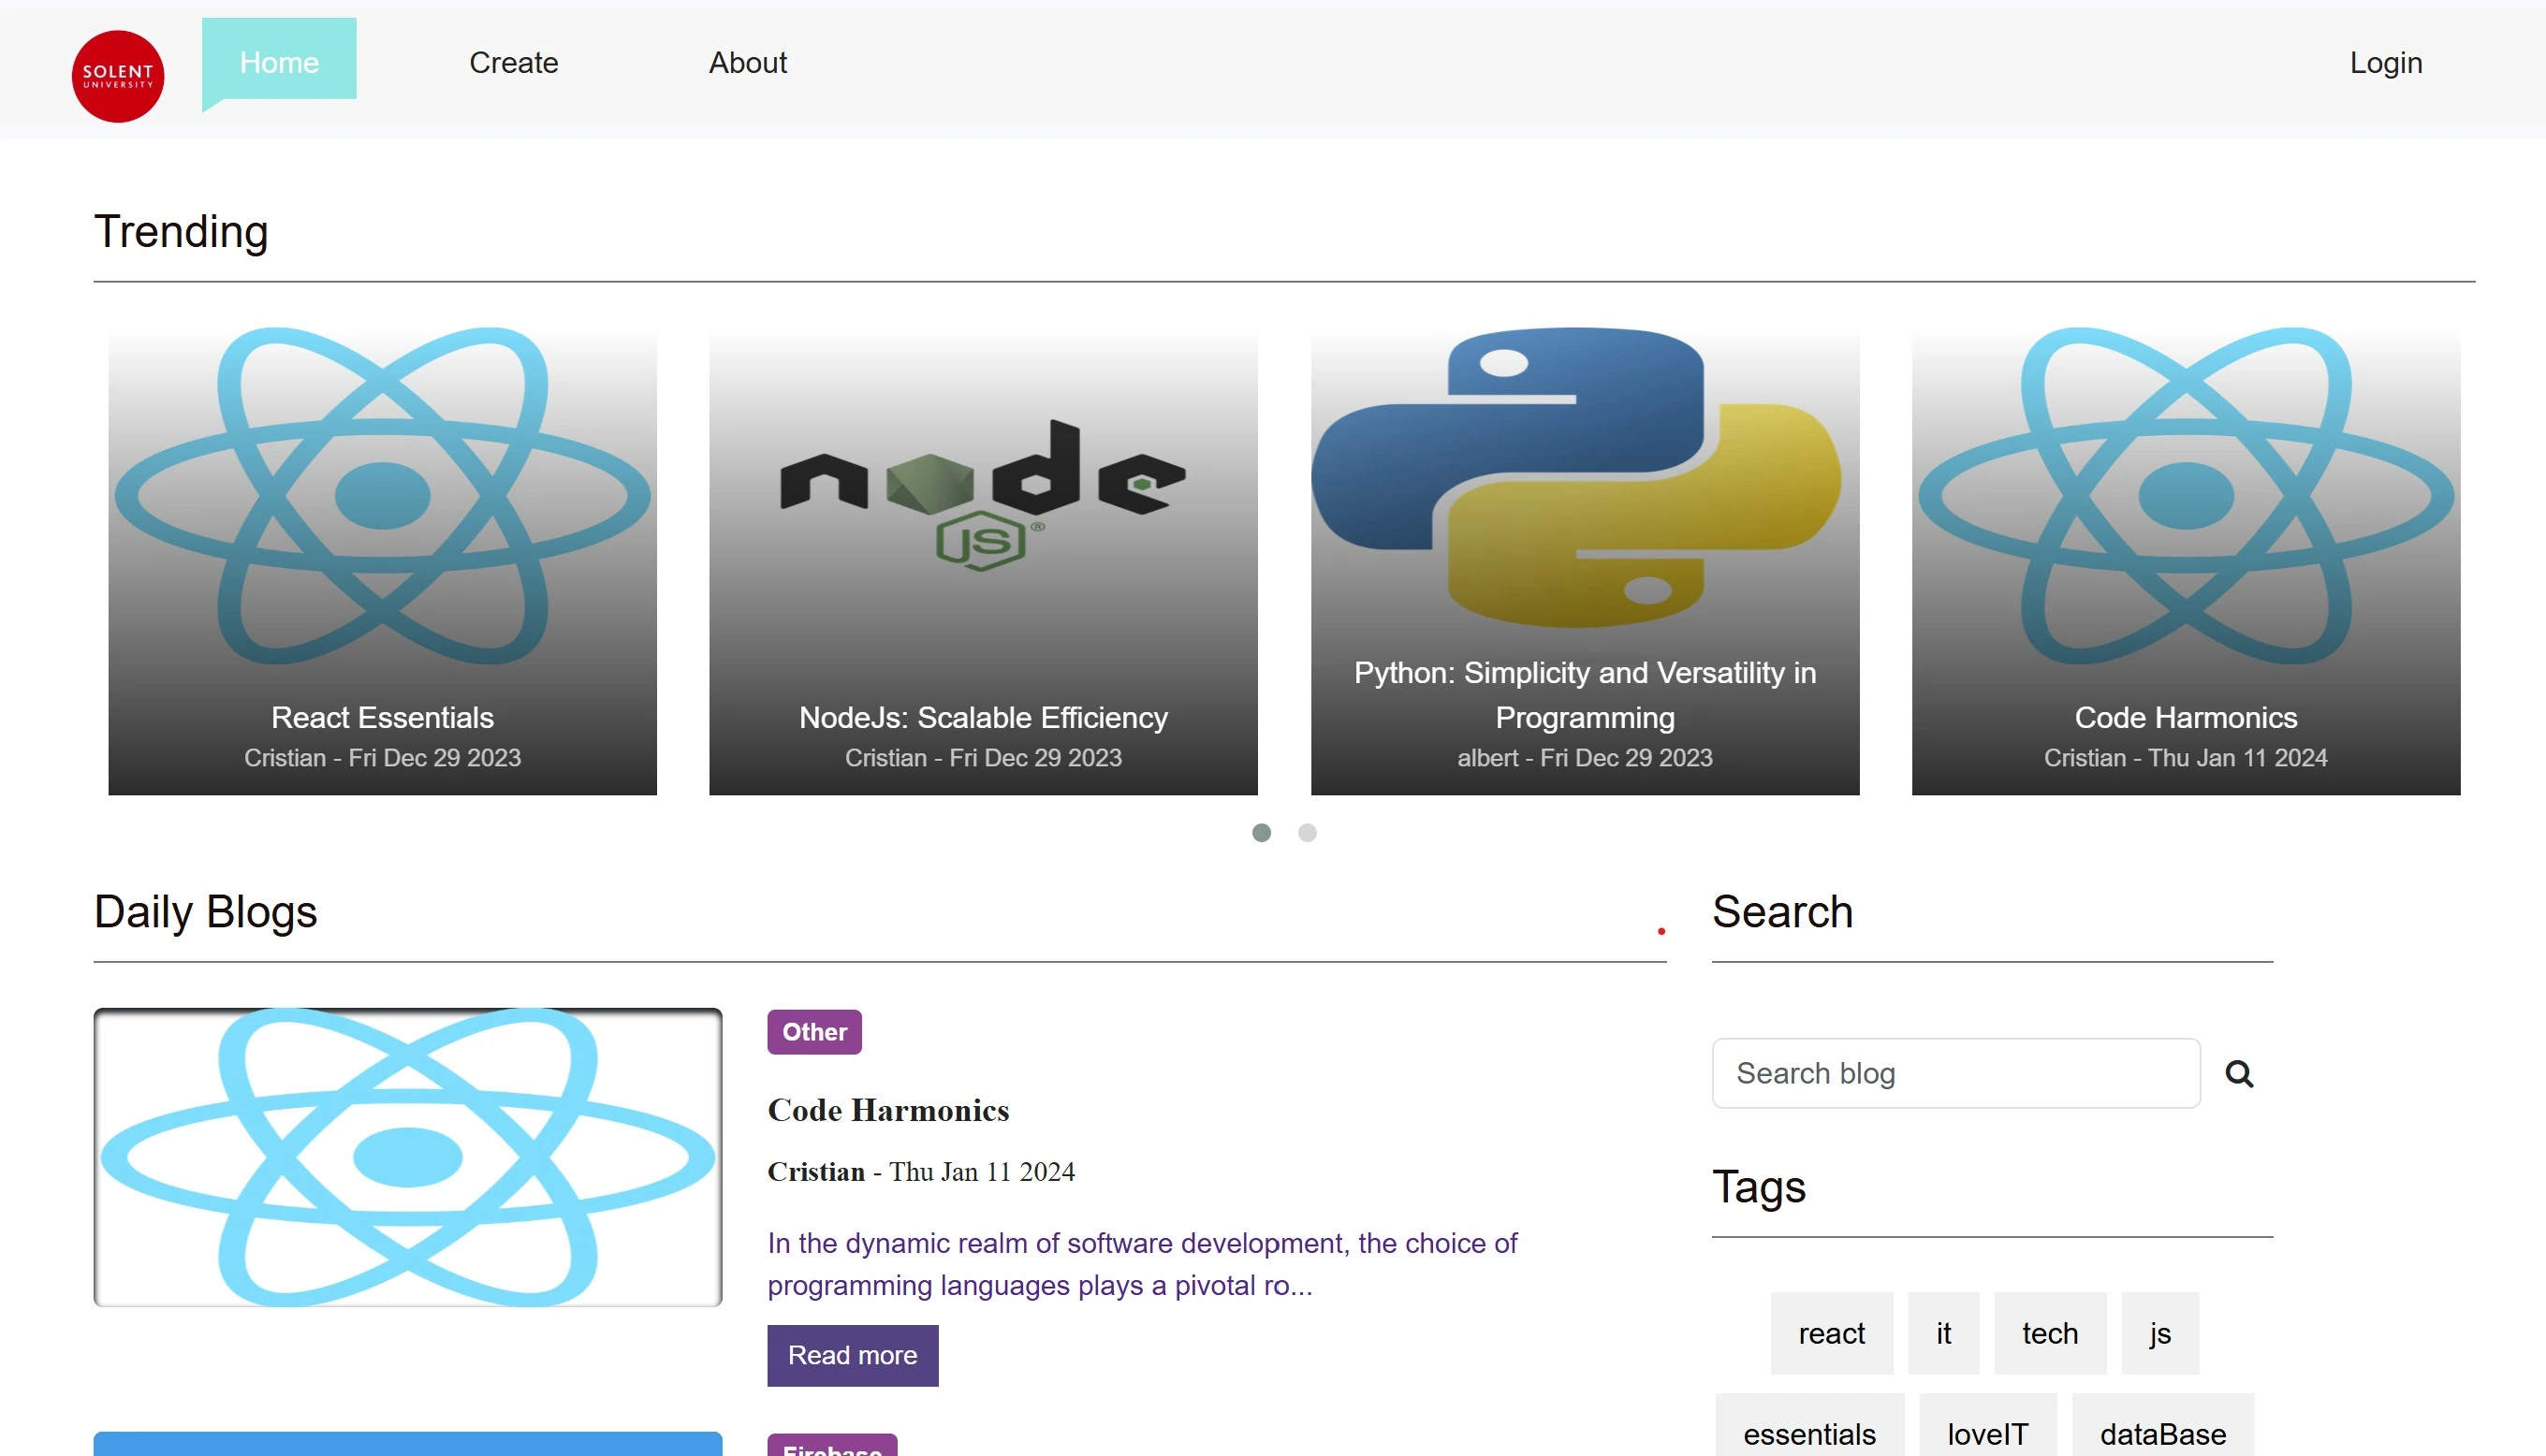 SOLENT
UNIVERSITY
Home
Create
About
Login
Trending
node
JS®
React Essentials
Cristian - Fri Dec 29 2023
NodeJs: Scalable Efficiency
Cristian - Fri Dec 29 2023
Python: Simplicity and Versatility in
Programming
albert - Fri Dec 29 2023
Code Harmonics
Cristian - Thu Jan 11 2024
Daily Blogs
Other
Code Harmonics
Cristian - Thu Jan 11 2024
In the dynamic realm of software development, the choice of
programming languages plays a pivotal ro...
Read more
Firebase
Search
Search blog
Tags
react it tech js
essentials loveIT dataBase